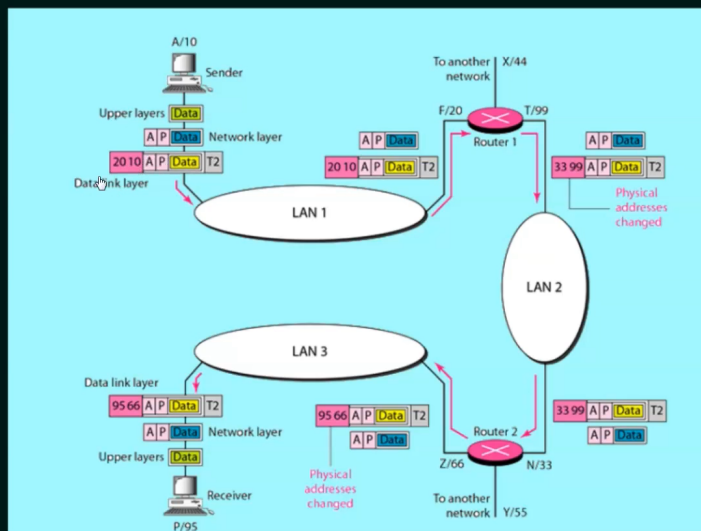 A/10
Sender
Upper layers Data
A P Data Network layer
20 10 A P Data T2
Data link layer
LAN 1
To another network X/44
F/20 T/99
Router 1
A P Data
20 10 A P Data T2
A P Data
33 99 A P Data T2
Physical
addresses
changed
LAN 2
33 99 A P Data T2
A P Data
Router 2
Z/66 N/33
To another
network Y/55
95 66 A P Data T2
A P Data
Physical
addresses
changed
LAN 3
Data link layer
95 66 A P Data T2
A P Data Network layer
Upper layers Data
Receiver
P/95